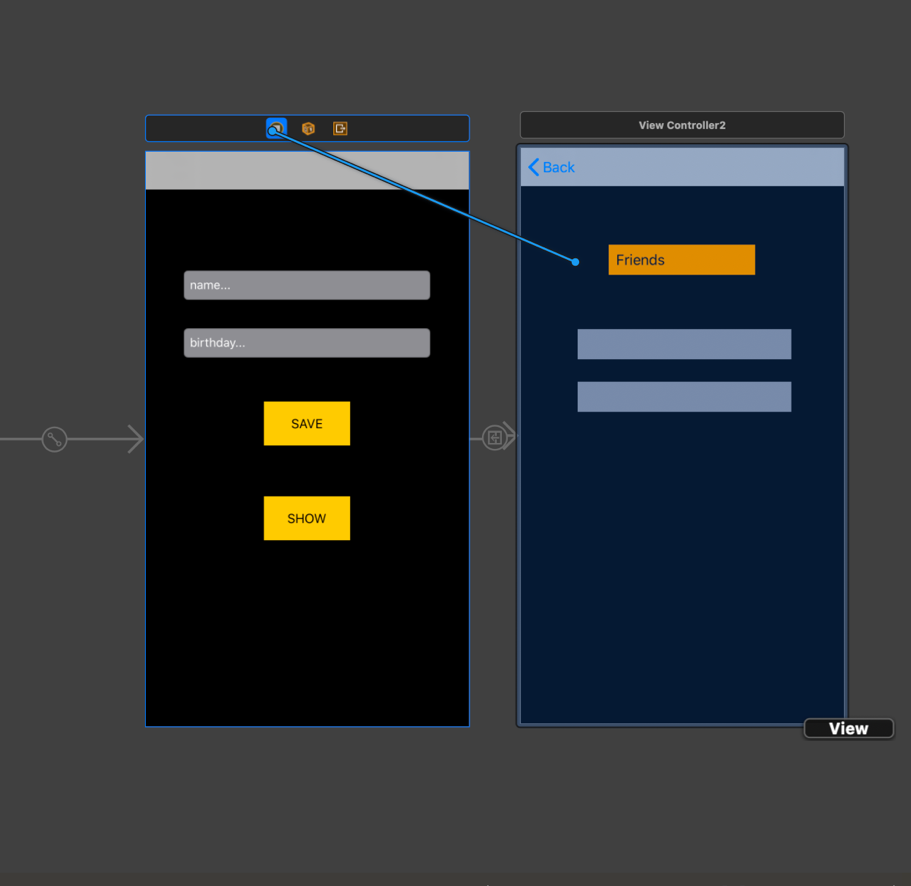 View Controller2
Back
Friends
name...
birthday...
SAVE
SHOW
View